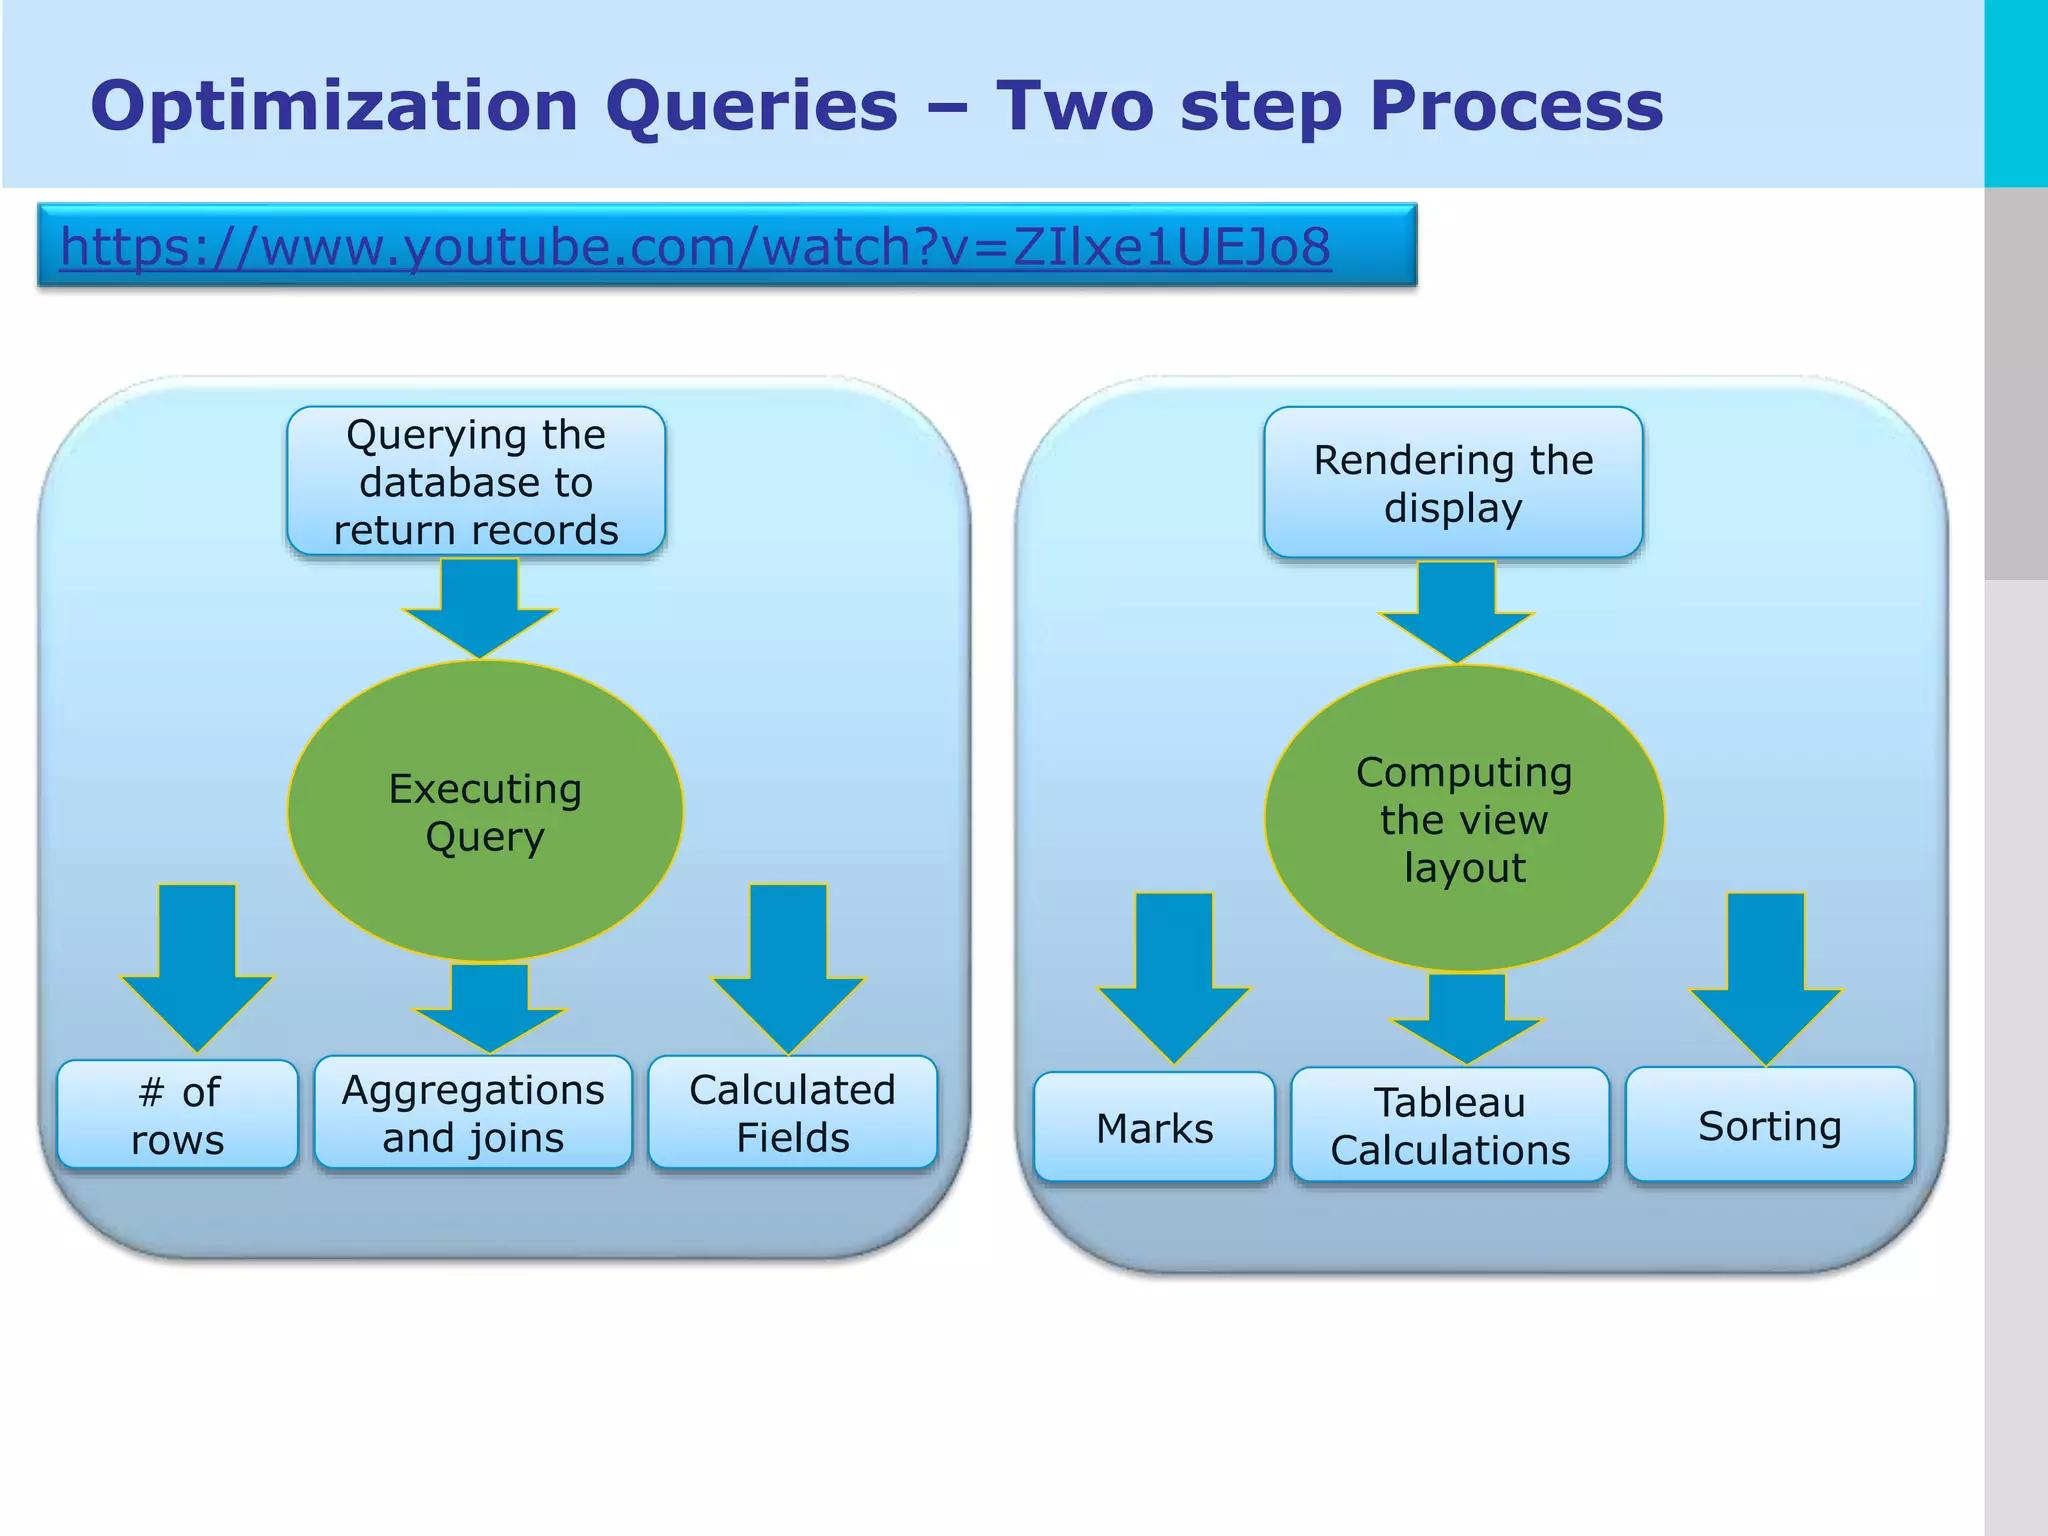 Optimization Queries – Two step Process
https://www.youtube.com/watch?v=ZIlxe1UEJo8
Querying the
database to
return records
Executing
Query
# of
rows
Aggregations
and joins
Calculated
Fields
Rendering the
display
Computing
the view
layout
Marks
Tableau
Calculations
Sorting